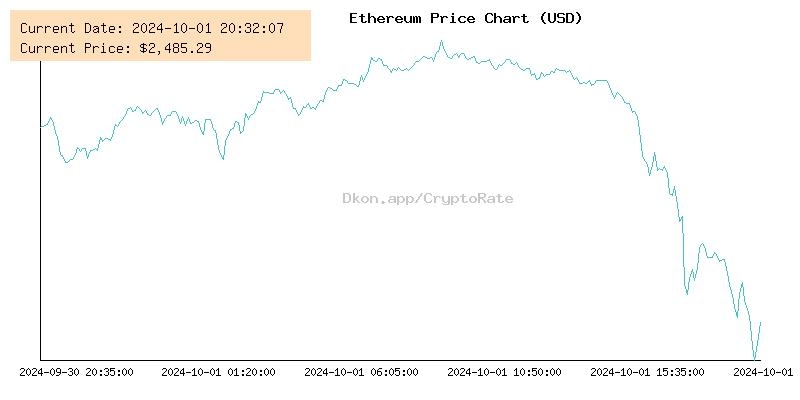 Ethereum Price Chart (USD)
Current Date: 2024-10-01 20:32:07
Current Price: $2,485.29
Dkon.app/CryptoRate
2024-09-30 20:35:00 2024-10-01 01:20:00 2024-10-01 06:05:00 2024-10-01 10:50:00 2024-10-01 15:35:00 2024-10-01